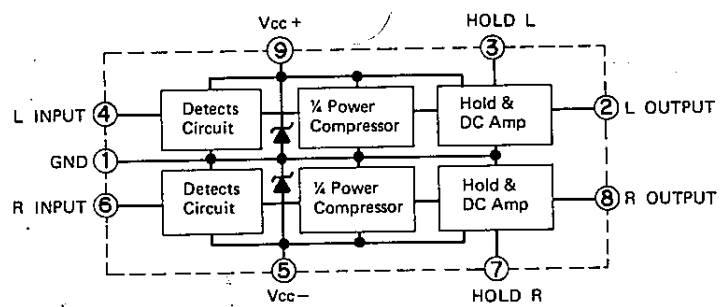 Vcc+
HOLD L
9
3
L INPUT 4
Detects
Circuit
¼ Power
Compressor
Hold &
DC Amp
2 L OUTPUT
GND 1
R INPUT 6
Detects
Circuit
¼ Power
Compressor
Hold &
DC Amp
8 R OUTPUT
5
7
Vcc−
HOLD R